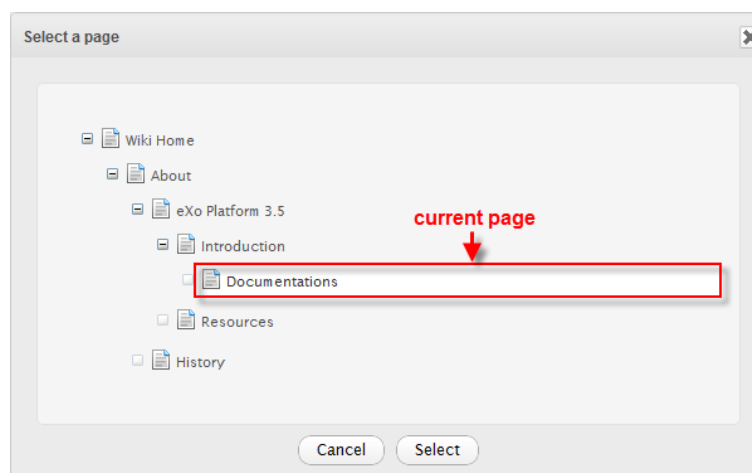 Select a page
Wiki Home
About
eXo Platform 3.5
current page
Introduction
Documentations
Resources
History
Cancel Select